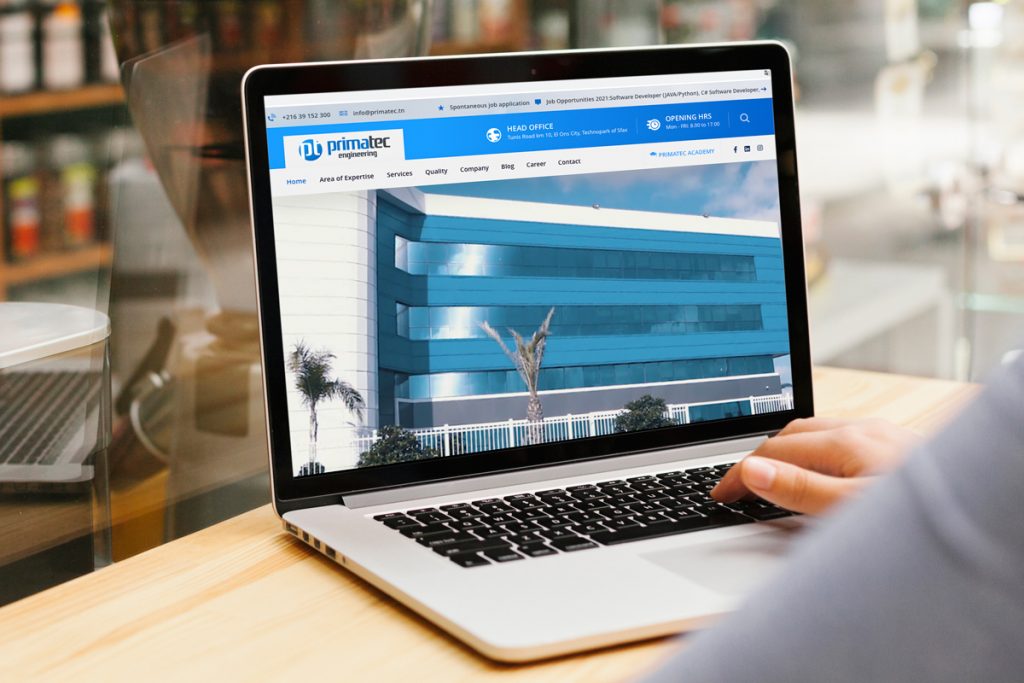 +216 39 152 300 info@primatec.tn Spontaneous job application Job Opportunities 2021:Software Developer (JAVA/Python), C# Software Developer,
primatec
engineering
HEAD OFFICE
Tunis Road km 10, El Ons City, Technopark of Sfax
OPENING HRS
Mon - FRI: 8.00 to 17.00
Home Area of Expertise Services Quality Company Blog Career Contact
PRIMATEC ACADEMY